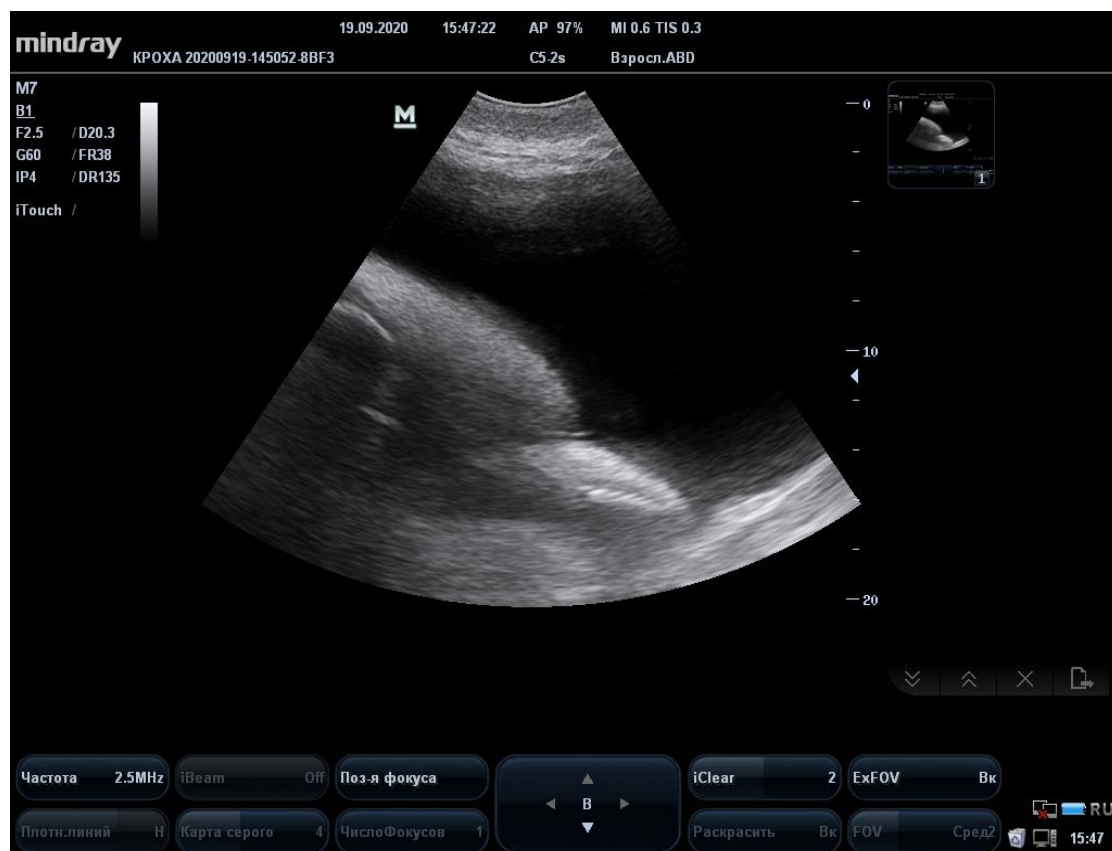 mindray
19.09.2020 15:47:22 AP 97% MI 0.6 TIS 0.3
КРОХА 20200919-145052-8BF3 C5-2s Взросл.ABD
M7
B1
F2.5 / D20.3
G60 / FR38
IP4 / DR135
iTouch /
M
0
10
20
1
Частота 2.5MHz iBeam Off Поз-я фокуса iClear 2 ExFOV Вк
B
Плотн.линий Н Карта серого 4 ЧислоФокусов 1 Раскрасить Вк FOV Сред2
RU
15:47